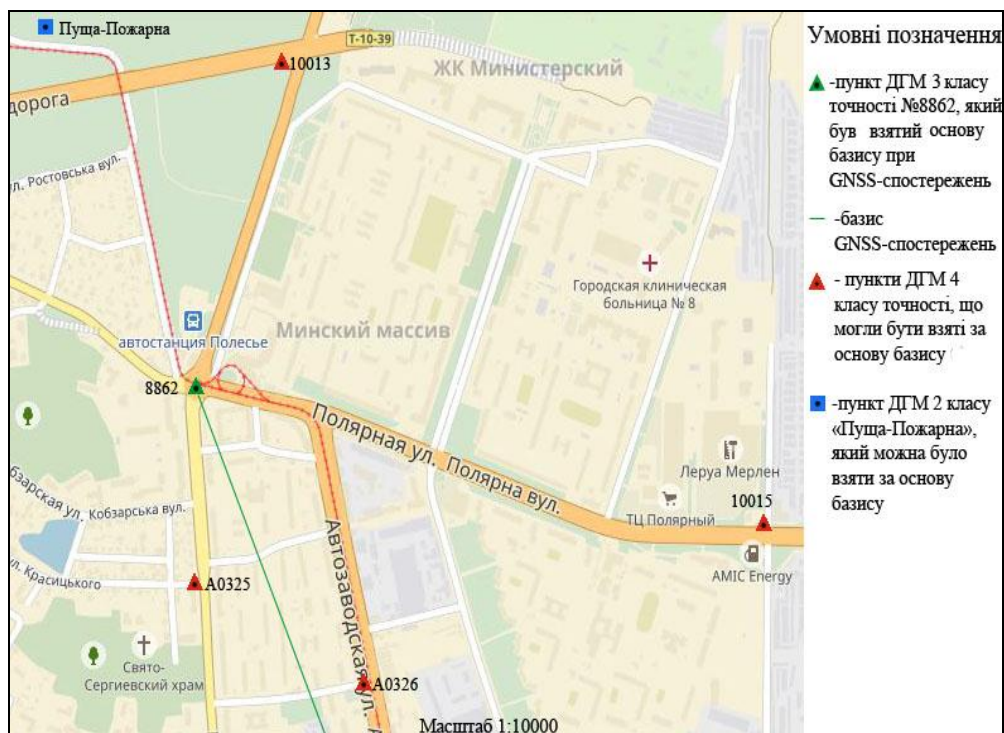 Пуща-Пожарна
Т-10-39
10013
ЖК Министерский
дорога
л. Ростовська вул.
Городская клиническая
больница № 8
Минский массив
автостанция Полесье
8862
Полярная ул. Полярна вул.
Леруа Мерлен
10015
ТЦ Полярный
AMIC Energy
бзарская ул. Кобзарська вул.
ул. Красицького
A0325
Автозаводская ул. А
Свято-
Сергиевский храм
A0326
Масштаб 1:10000
Умовні позначення
-пункт ДГМ 3 класу
точності №8862, який
був взятий основу
базису при
GNSS-спостережень
-базис
GNSS-спостережень
- пункти ДГМ 4
класу точності, що
могли бути взяті за
основу базису
-пункт ДГМ 2 класу
«Пуща-Пожарна»,
який можна було
взяти за основу
базису